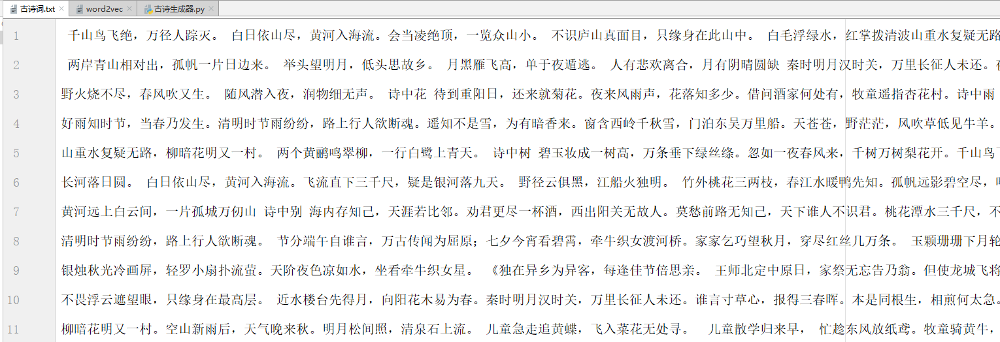 古诗词.txt word2vec 古诗生成器.py
1 千山鸟飞绝，万径人踪灭。 白日依山尽，黄河入海流。会当凌绝顶，一览众山小。 不识庐山真面目，只缘身在此山中。 白毛浮绿水，红掌拨清波山重水复疑无路
2 两岸青山相对出，孤帆一片日边来。 举头望明月，低头思故乡。 月黑雁飞高，单于夜遁逃。 人有悲欢离合，月有阴晴圆缺 秦时明月汉时关，万里长征人未还。
3 野火烧不尽，春风吹又生。 随风潜入夜，润物细无声。 诗中花 待到重阳日，还来就菊花。夜来风雨声，花落知多少。借问酒家何处有，牧童遥指杏花村。诗中雨
4 好雨知时节，当春乃发生。清明时节雨纷纷，路上行人欲断魂。遥知不是雪，为有暗香来。窗含西岭千秋雪，门泊东吴万里船。天苍苍，野茫茫，风吹草低见牛羊。
5 山重水复疑无路，柳暗花明又一村。 两个黄鹂鸣翠柳，一行白鹭上青天。 诗中树 碧玉妆成一树高，万条垂下绿丝绦。忽如一夜春风来，千树万树梨花开。千山鸟
6 长河落日圆。 白日依山尽，黄河入海流。飞流直下三千尺，疑是银河落九天。 野径云俱黑，江船火独明。 竹外桃花三两枝，春江水暖鸭先知。孤帆远影碧空尽，
7 黄河远上白云间，一片孤城万仞山 诗中别 海内存知己，天涯若比邻。劝君更尽一杯酒，西出阳关无故人。莫愁前路无知己，天下谁人不识君。桃花潭水三千尺，不
8 清明时节雨纷纷，路上行人欲断魂。 节分端午自谁言，万古传闻为屈原；七夕今宵看碧霄，牵牛织女渡河桥。家家乞巧望秋月，穿尽红丝几万条。 玉颗珊珊下月轮
9 银烛秋光冷画屏，轻罗小扇扑流萤。天阶夜色凉如水，坐看牵牛织女星。 《独在异乡为异客，每逢佳节倍思亲。 王师北定中原日，家祭无忘告乃翁。但使龙城飞将
10 不畏浮云遮望眼，只缘身在最高层。 近水楼台先得月，向阳花木易为春。秦时明月汉时关，万里长征人未还。谁言寸草心，报得三春晖。本是同根生，相煎何太急。
11 柳暗花明又一村。空山新雨后，天气晚来秋。明月松间照，清泉石上流。 儿童急走追黄蝶，飞入菜花无处寻。 儿童散学归来早， 忙趁东风放纸鸢。牧童骑黄牛，